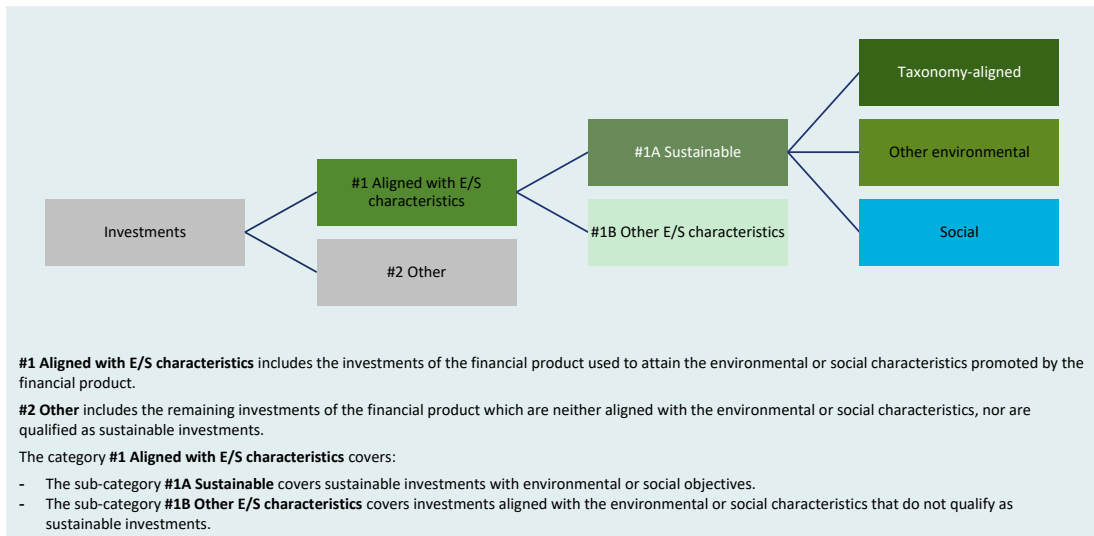 Taxonomy-aligned
#1A Sustainable
Other environmental
#1 Aligned with E/S
characteristics
Investments
#1B Other E/S characteristics
Social
#2 Other
#1 Aligned with E/S characteristics includes the investments of the financial product used to attain the environmental or social characteristics promoted by the
financial product.
#2 Other includes the remaining investments of the financial product which are neither aligned with the environmental or social characteristics, nor are
qualified as sustainable investments.
The category #1 Aligned with E/S characteristics covers:
- The sub-category #1A Sustainable covers sustainable investments with environmental or social objectives.
- The sub-category #1B Other E/S characteristics covers investments aligned with the environmental or social characteristics that do not qualify as
sustainable investments.